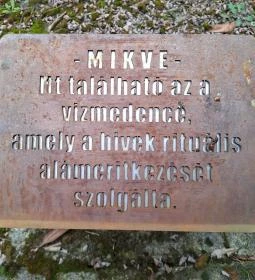 - MIKVE -
Itt található az a
vízmedence,
amely a hívek rituális
alámerítkezését
szolgálta.